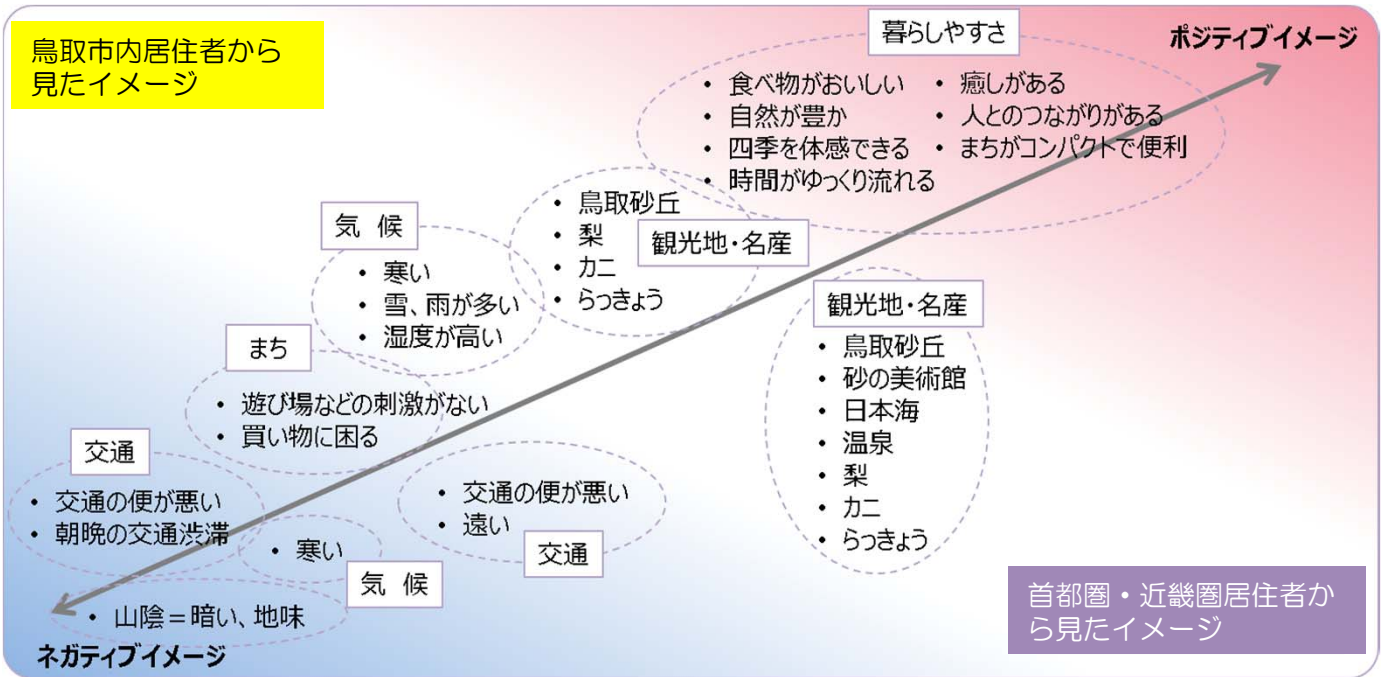 鳥取市内居住者から
見たイメージ
暮らしやすさ
ポジティブイメージ
• 食べ物がおいしい
• 自然が豊か
• 四季を体感できる
• 時間がゆっくり流れる
• 癒しがある
• 人とのつながりがある
• まちがコンパクトで便利
観光地・名産
• 鳥取砂丘
• 梨
• カニ
• らっきょう
気 候
• 寒い
• 雪、雨が多い
• 湿度が高い
まち
• 遊び場などの刺激がない
• 買い物に困る
交通
• 交通の便が悪い
• 朝晩の交通渋滞
観光地・名産
• 鳥取砂丘
• 砂の美術館
• 日本海
• 温泉
• 梨
• カニ
• らっきょう
• 交通の便が悪い
• 遠い
交通
• 寒い
気 候
• 山陰＝暗い、地味
ネガティブイメージ
首都圏・近畿圏居住者か
ら見たイメージ